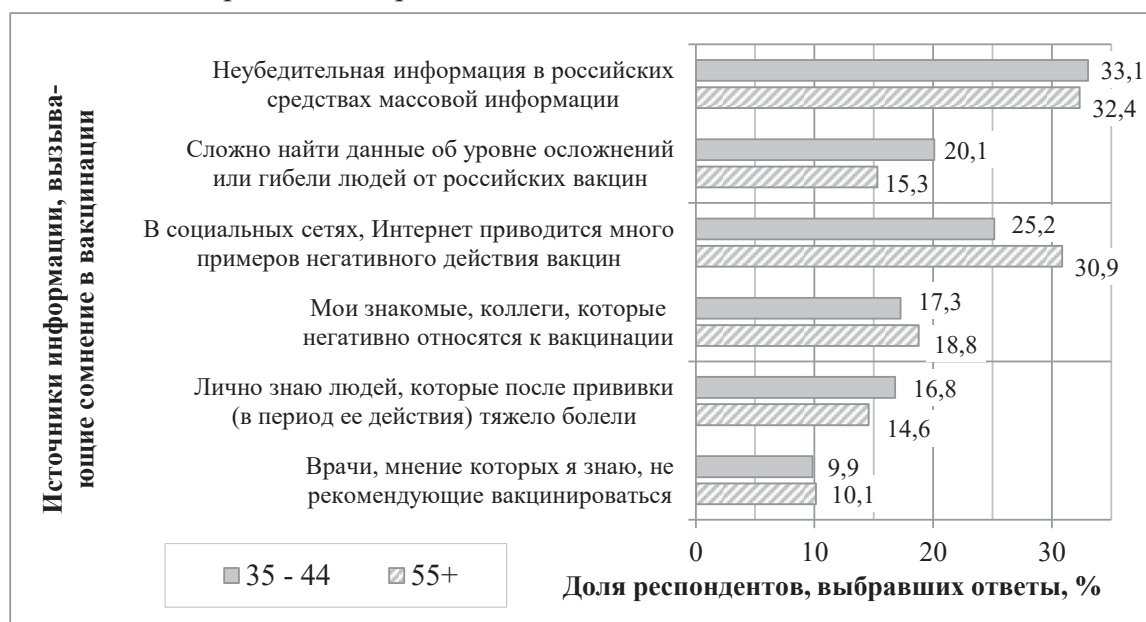 Источники информации, вызыва-
ющие сомнение в вакцинации
Неубедительная информация в российских
средствах массовой информации
33,1
32,4
Сложно найти данные об уровне осложнений
или гибели людей от российских вакцин
20,1
15,3
В социальных сетях, Интернет приводится много
примеров негативного действия вакцин
25,2
30,9
Мои знакомые, коллеги, которые
негативно относятся к вакцинации
17,3
18,8
Лично знаю людей, которые после прививки
(в период ее действия) тяжело болели
16,8
14,6
Врачи, мнение которых я знаю, не
рекомендующие вакцинироваться
9,9
10,1
0 10 20 30
35 - 44 55+
Доля респондентов, выбравших ответы, %